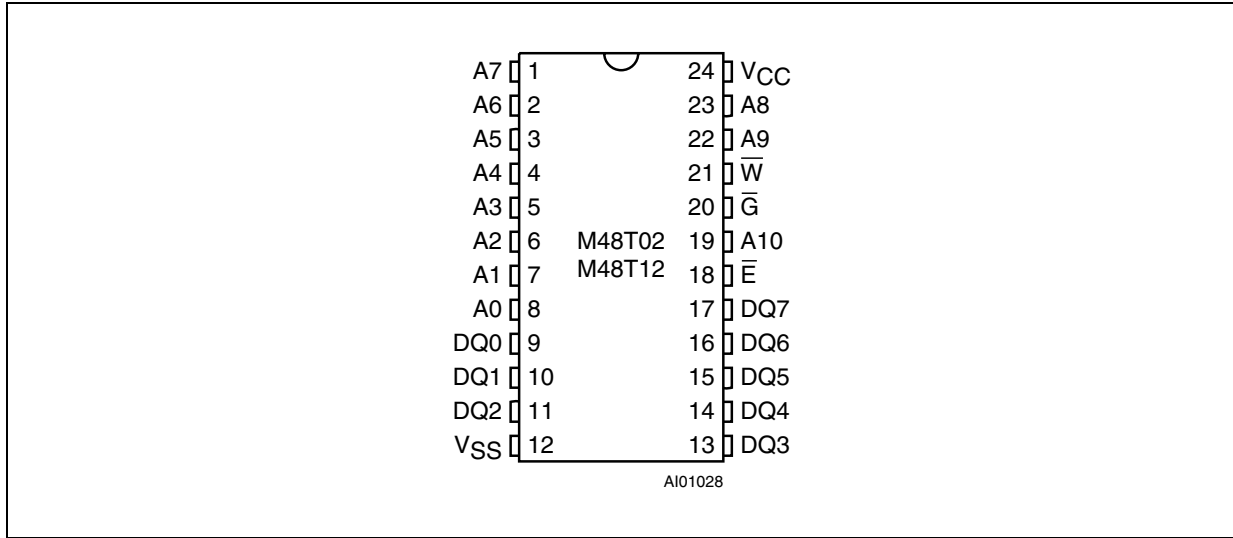 A7 1 24 VCC
A6 2 23 A8
A5 3 22 A9
A4 4 21 W̅
A3 5 20 G̅
A2 6 M48T02 19 A10
A1 7 M48T12 18 E̅
A0 8 17 DQ7
DQ0 9 16 DQ6
DQ1 10 15 DQ5
DQ2 11 14 DQ4
VSS 12 13 DQ3
AI01028